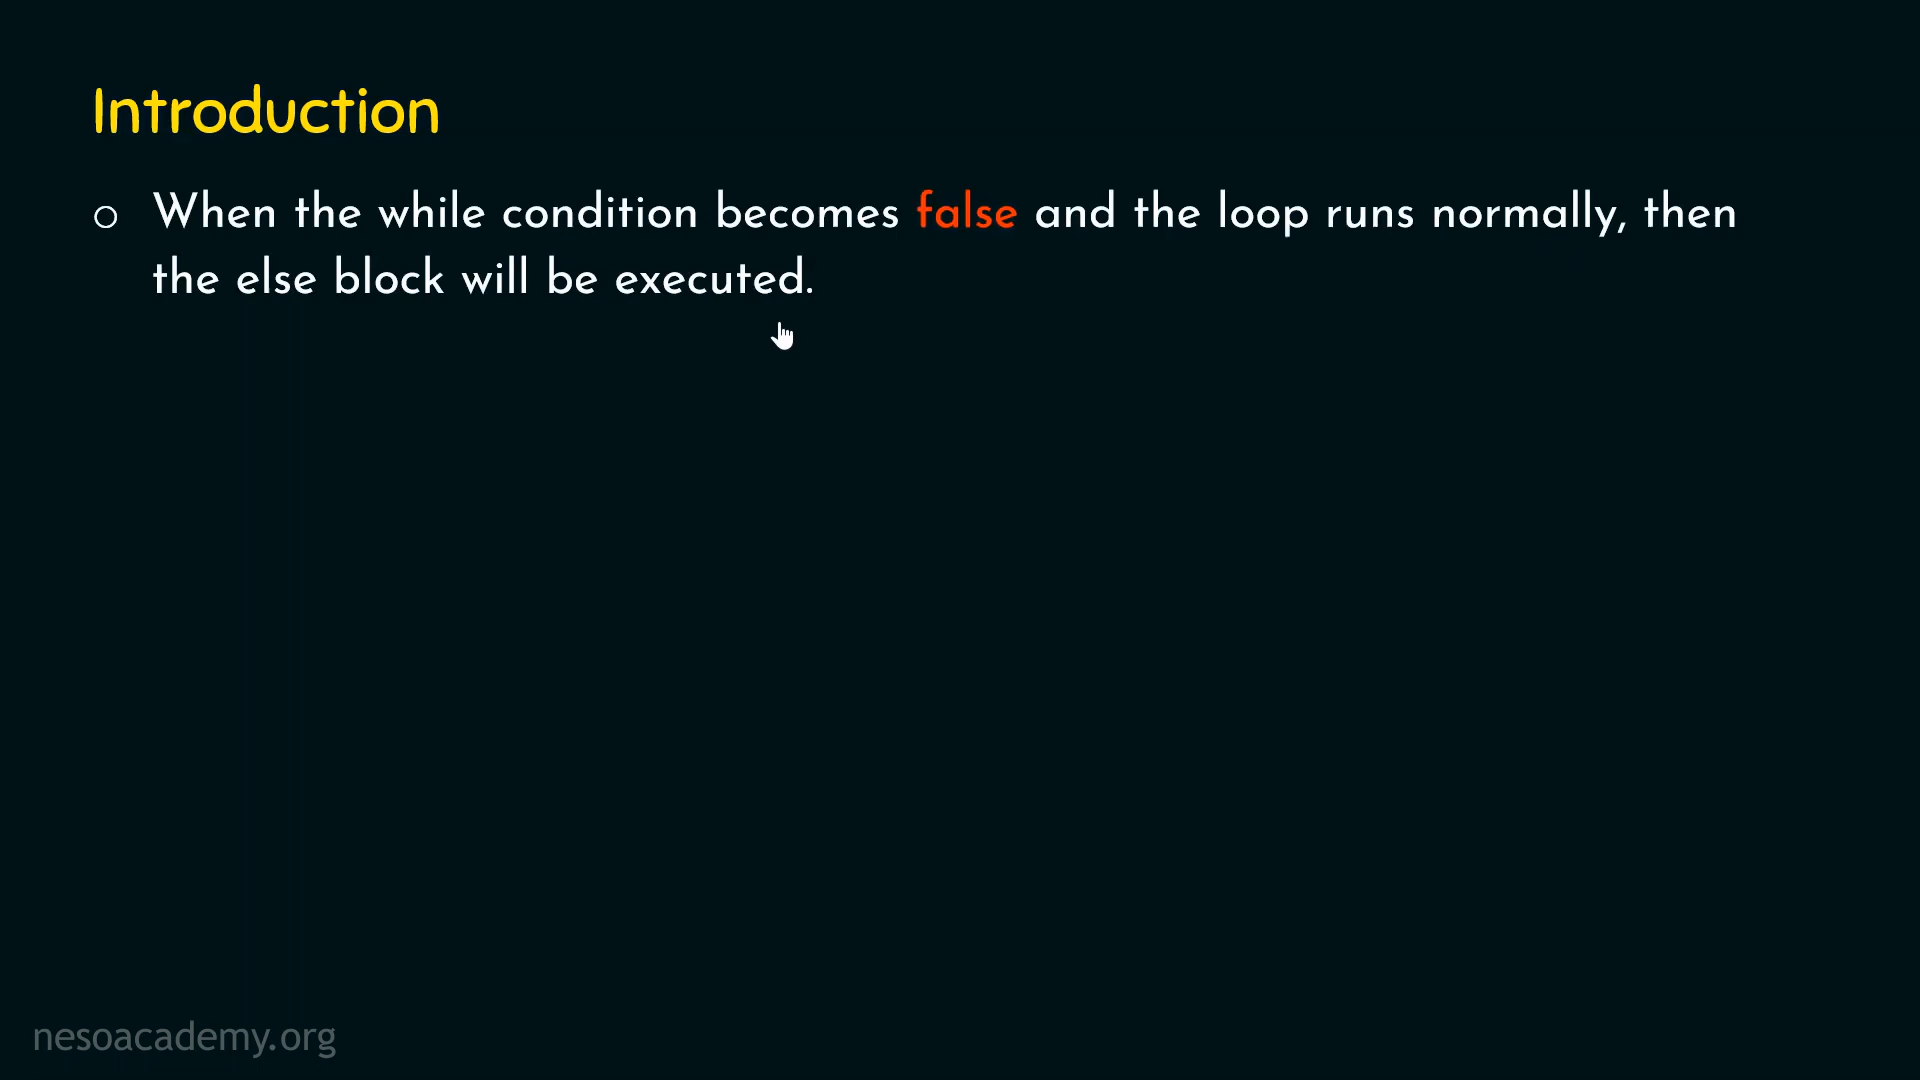 Introduction
○ When the while condition becomes false and the loop runs normally, then
the else block will be executed.
nesoacademy.org